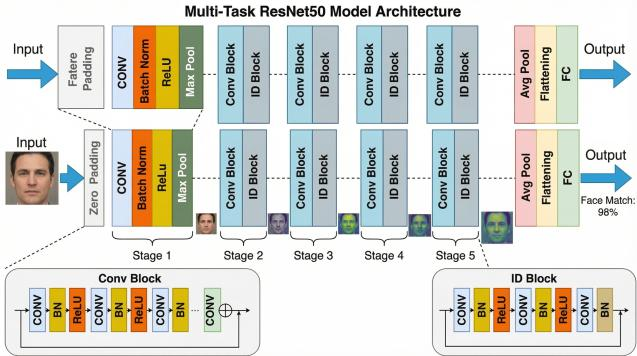 Multi-Task ResNet50 Model Architecture
Input
Fatere Padding
CONV
Batch Norm
ReLU
Max Pool
Conv Block
ID Block
Conv Block
ID Block
Conv Block
ID Block
Conv Block
ID Block
Avg Pool
Flattening
FC
Output
Input
Zero Padding
CONV
Batch Norm
ReLu
Max Pool
Conv Block
ID Block
Conv Block
ID Block
Conv Block
ID Block
Conv Block
ID Block
Avg Pool
Flattening
FC
Output
Face Match:
98%
Stage 1
Stage 2
Stage 3
Stage 4
Stage 5
Conv Block
CONV
BN
ReLU
CONV
BN
ReLU
CONV
BN
...
CONV
ID Block
CONV
BN
ReLU
CONV
BN
ReLU
CONV
BN